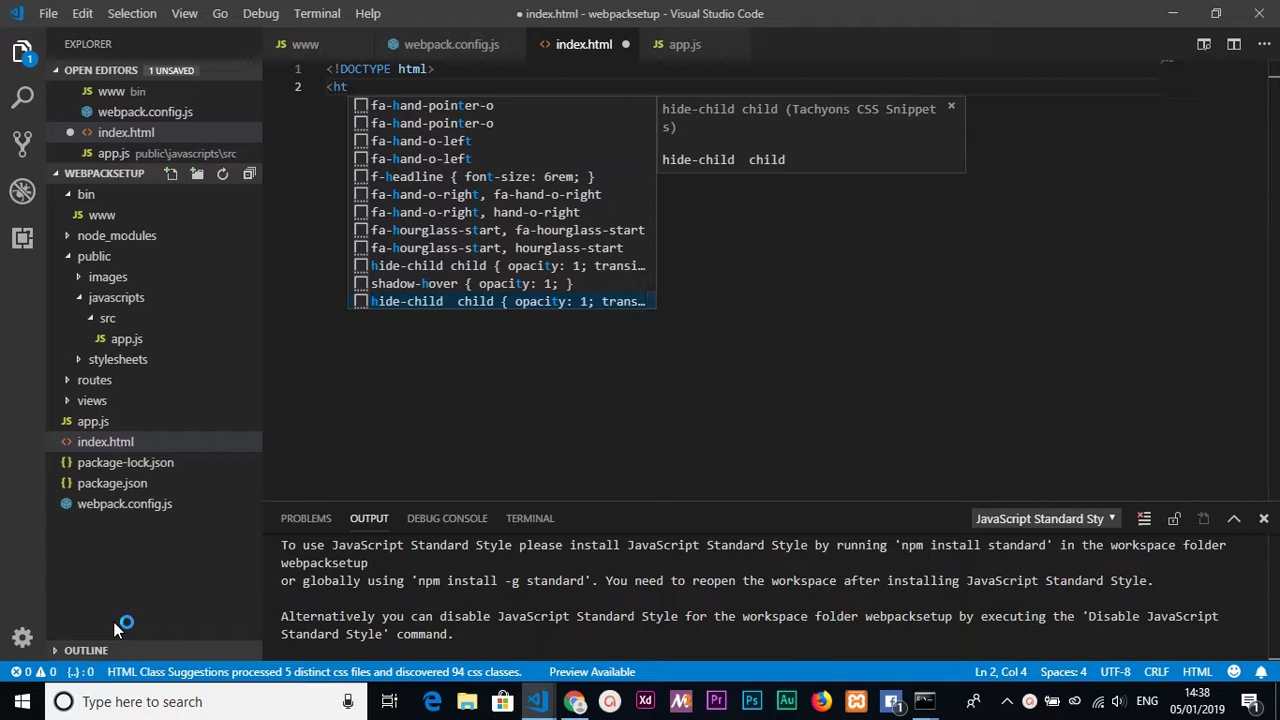 File Edit Selection View Go Debug Terminal Help
● index.html - webpacksetup - Visual Studio Code
EXPLORER
www
webpack.config.js
index.html
app.js
OPEN EDITORS 1 UNSAVED
www bin
webpack.config.js
index.html
app.js public\javascripts\src
WEBPACKSETUP
bin
www
node_modules
public
images
javascripts
src
app.js
stylesheets
routes
views
app.js
index.html
package-lock.json
package.json
webpack.config.js
OUTLINE
1 <!DOCTYPE html>
2 <ht
fa-hand-pointer-o
fa-hand-pointer-o
fa-hand-o-left
fa-hand-o-left
f-headline { font-size: 6rem; }
fa-hand-o-right, fa-hand-o-right
fa-hand-o-right, hand-o-right
fa-hourglass-start, fa-hourglass-start
fa-hourglass-start, hourglass-start
hide-child child { opacity: 1; transi…
shadow-hover { opacity: 1; }
hide-child  child { opacity: 1; trans…
hide-child child (Tachyons CSS Snippet
s)
hide-child  child
PROBLEMS OUTPUT DEBUG CONSOLE TERMINAL
JavaScript Standard Sty
To use JavaScript Standard Style please install JavaScript Standard Style by running 'npm install standard' in the workspace folder
webpacksetup
or globally using 'npm install -g standard'. You need to reopen the workspace after installing JavaScript Standard Style.
Alternatively you can disable JavaScript Standard Style for the workspace folder webpacksetup by executing the 'Disable JavaScript
Standard Style' command.
0 0 {..} : 0 HTML Class Suggestions processed 5 distinct css files and discovered 94 css classes. Preview Available Ln 2, Col 4 Spaces: 4 UTF-8 CRLF HTML 1
Type here to search
ENG
14:38
05/01/2019